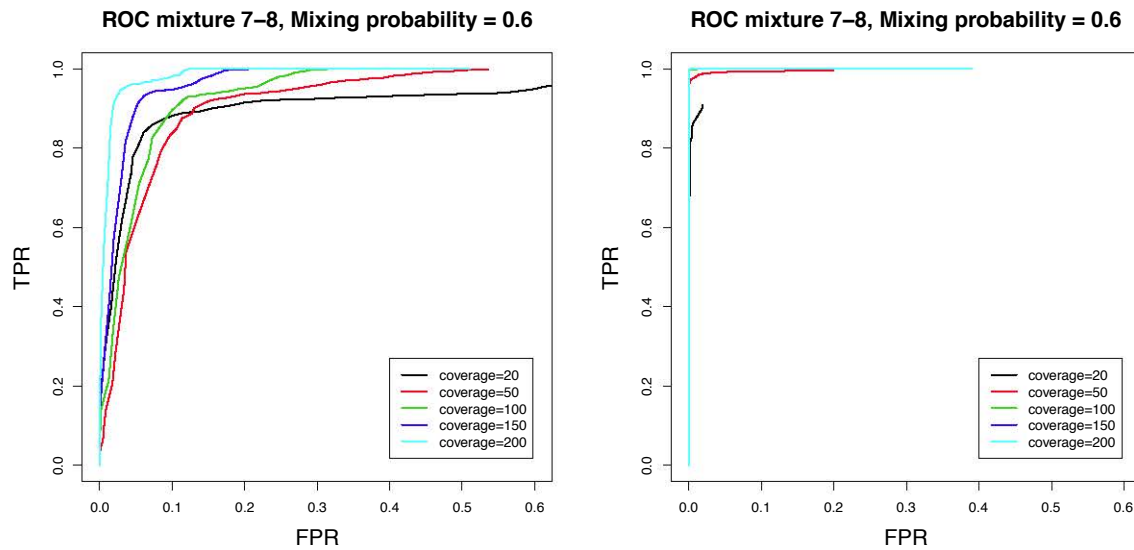 ROC mixture 7–8, Mixing probability = 0.6
TPR
1.0
0.8
0.6
0.4
0.2
0.0
coverage=20
coverage=50
coverage=100
coverage=150
coverage=200
0.0 0.1 0.2 0.3 0.4 0.5 0.6
FPR
ROC mixture 7–8, Mixing probability = 0.6
TPR
1.0
0.8
0.6
0.4
0.2
0.0
coverage=20
coverage=50
coverage=100
coverage=150
coverage=200
0.0 0.1 0.2 0.3 0.4 0.5 0.6
FPR